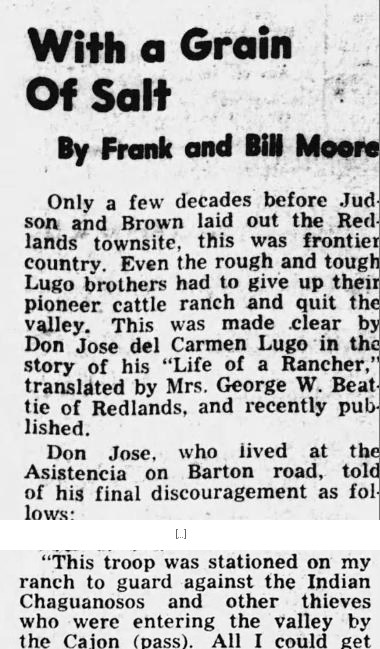 With a Grain
Of Salt
By Frank and Bill Moore
Only a few decades before Jud-
son and Brown laid out the Red-
lands townsite, this was frontier
country. Even the rough and tough
Lugo brothers had to give up their
pioneer cattle ranch and quit the
valley. This was made clear by
Don Jose del Carmen Lugo in the
story of his "Life of a Rancher,"
translated by Mrs. George W. Beat-
tie of Redlands, and recently pub-
lished.
Don Jose, who lived at the
Asistencia on Barton road, told
of his final discouragement as fol-
lows:
[..]
"This troop was stationed on my
ranch to guard against the Indian
Chaguanosos and other thieves
who were entering the valley by
the Cajon (pass). All I could get